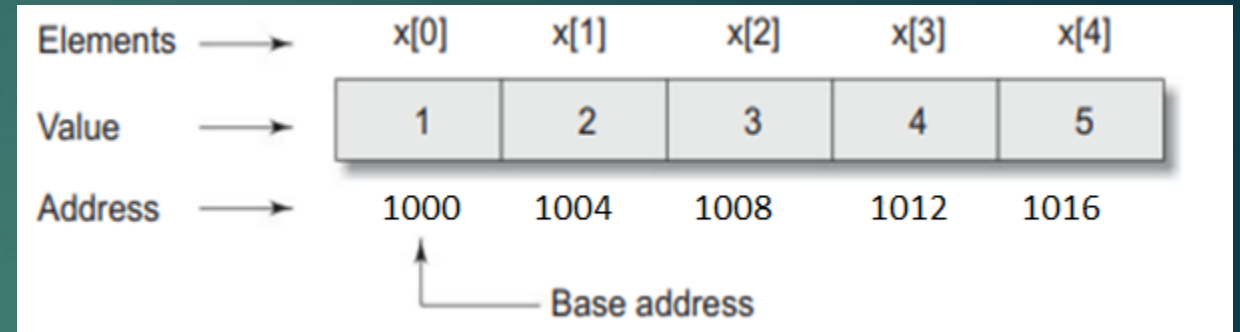 Elements x[0] x[1] x[2] x[3] x[4]
Value 1 2 3 4 5
Address 1000 1004 1008 1012 1016
Base address